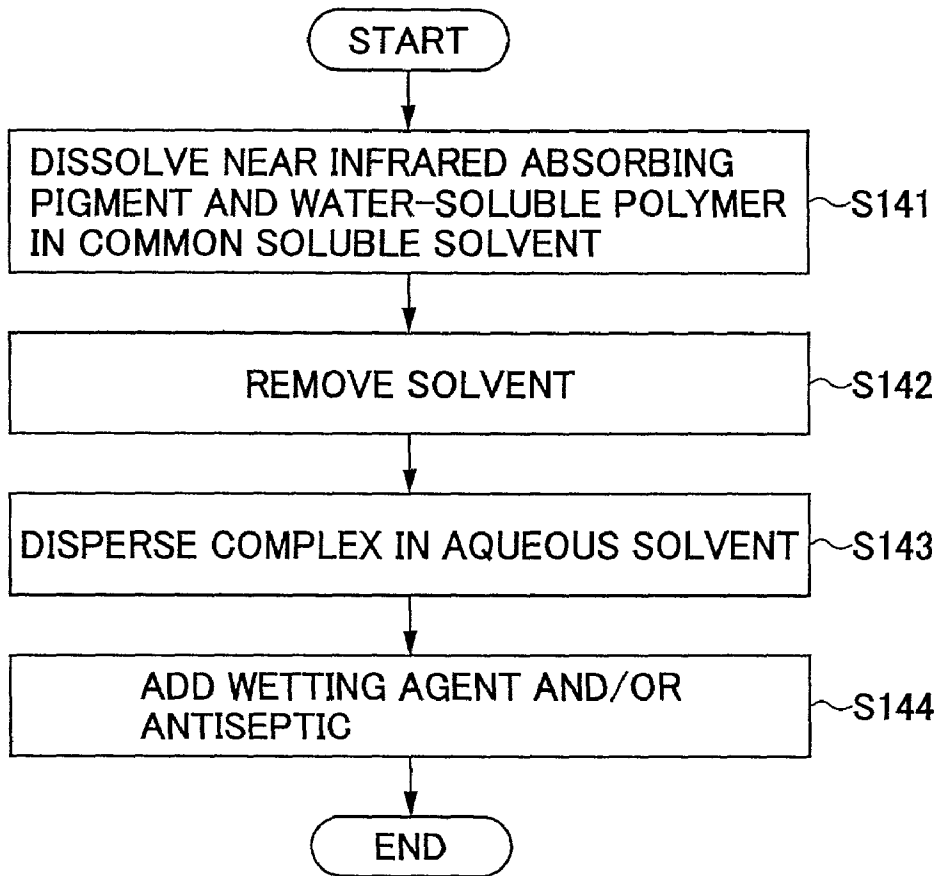 START
DISSOLVE NEAR INFRARED ABSORBING
PIGMENT AND WATER-SOLUBLE POLYMER
IN COMMON SOLUBLE SOLVENT
S141
REMOVE SOLVENT
S142
DISPERSE COMPLEX IN AQUEOUS SOLVENT
S143
ADD WETTING AGENT AND/OR
ANTISEPTIC
S144
END